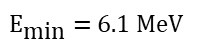 E_min = 6.1 MeV